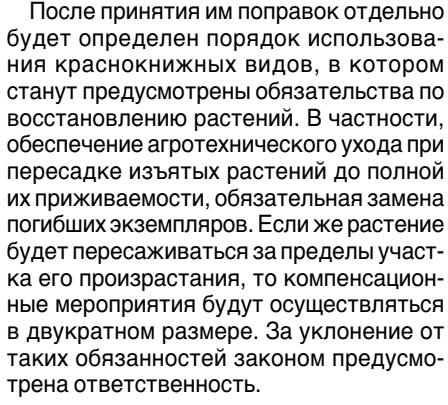 После принятия им поправок отдельно
будет определен порядок использова-
ния краснокнижных видов, в котором
станут предусмотрены обязательства по
восстановлению растений. В частности,
обеспечение агротехнического ухода при
пересадке изъятых растений до полной
их приживаемости, обязательная замена
погибших экземпляров. Если же растение
будет пересаживаться за пределы участ-
ка его произрастания, то компенсацион-
ные мероприятия будут осуществляться
в двукратном размере. За уклонение от
таких обязанностей законом предусмо-
трена ответственность.